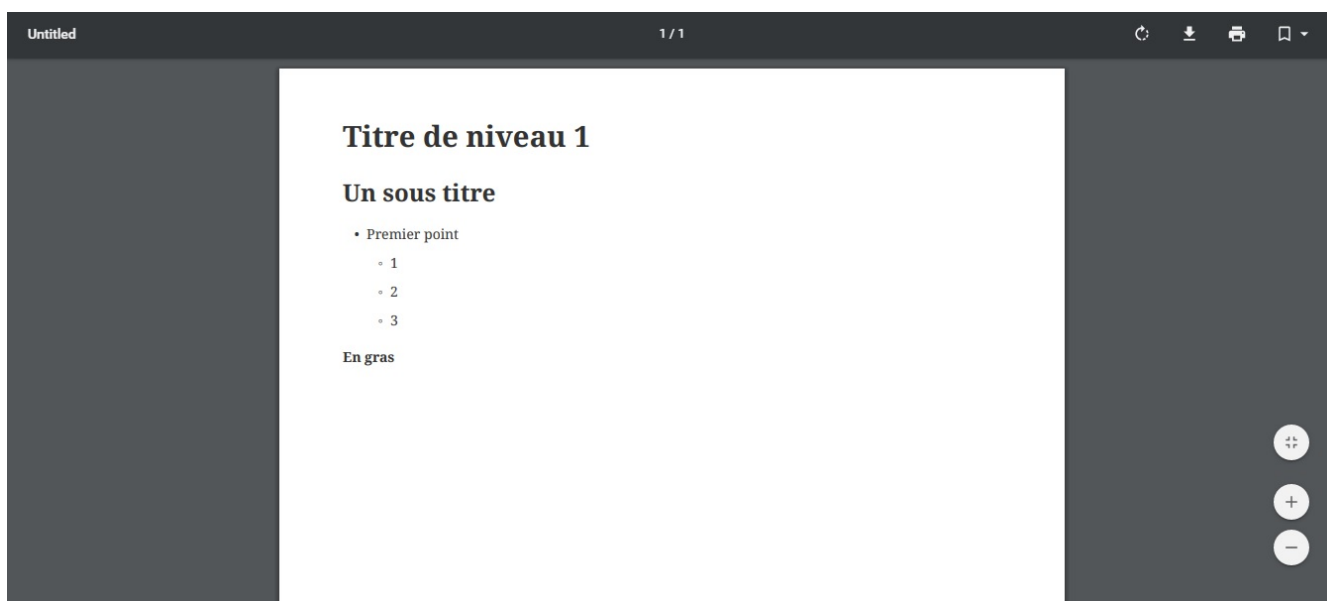 Untitled
1 / 1
Titre de niveau 1
Un sous titre
• Premier point
◦ 1
◦ 2
◦ 3
En gras